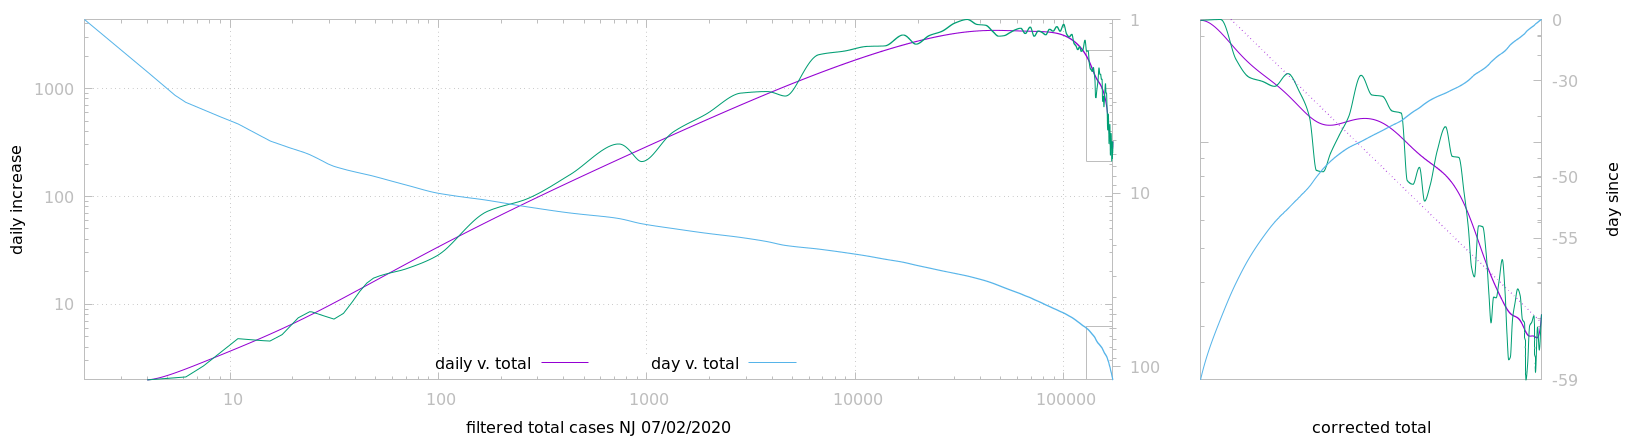 1
0
1000
-30
daily increase
day since
-50
100
10
-55
10
daily v. total
day v. total
100
-59
10
100
1000
10000
100000
filtered total cases NJ 07/02/2020
corrected total